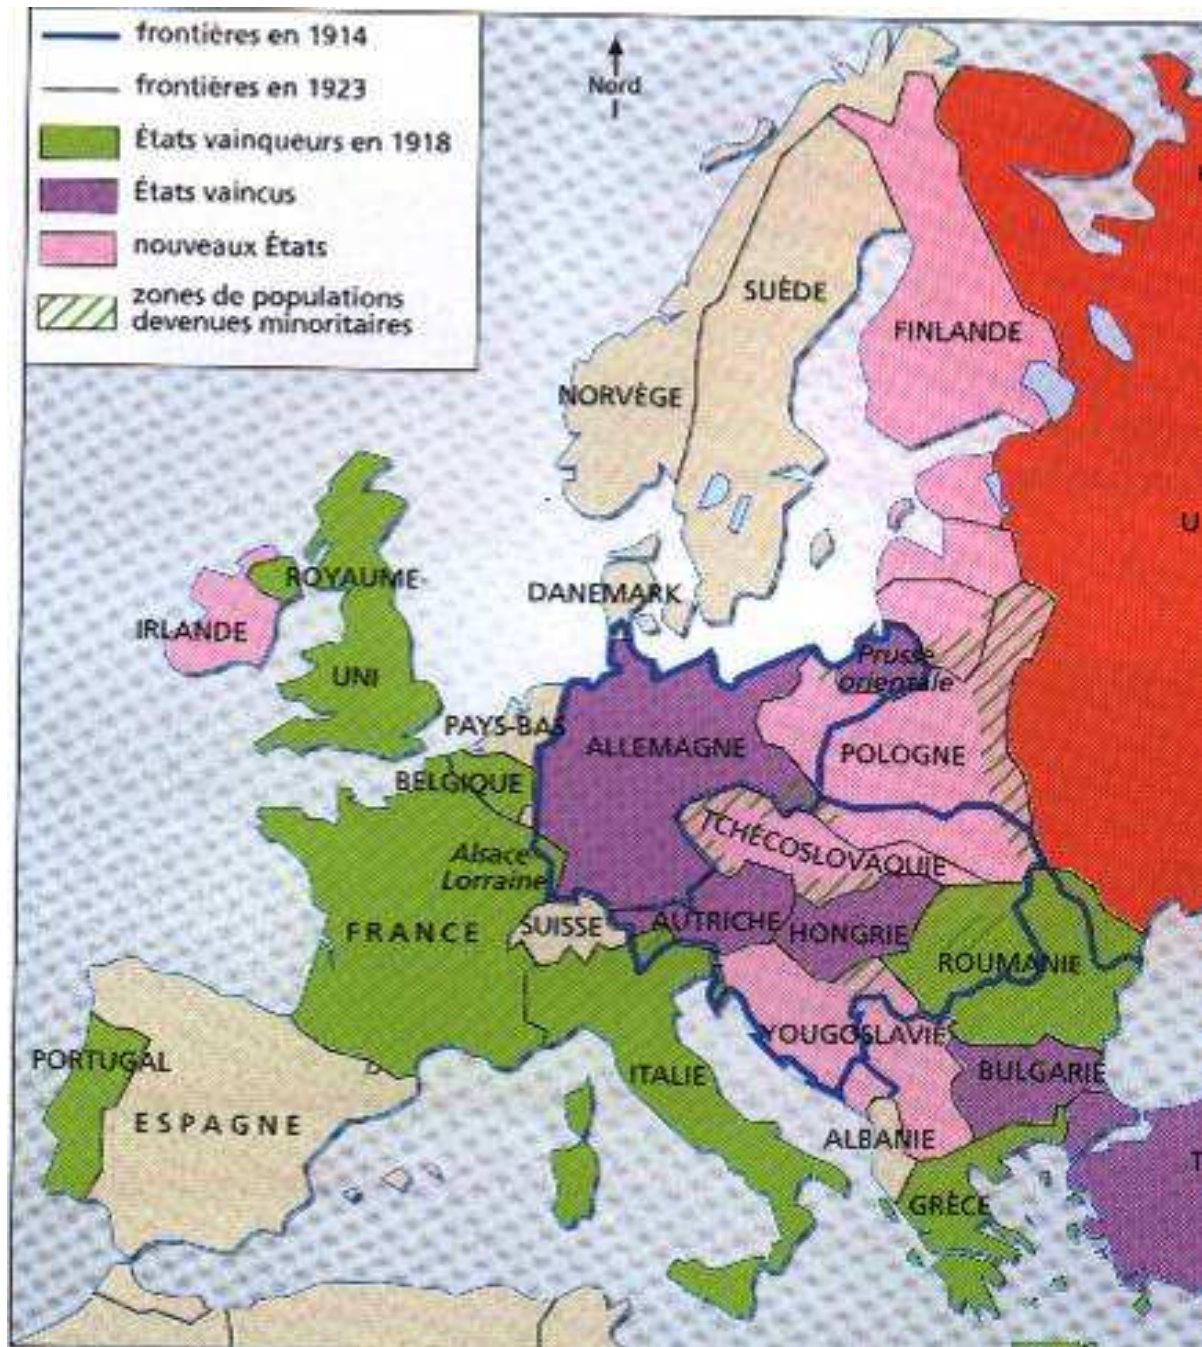 frontières en 1914
frontières en 1923
États vainqueurs en 1918
États vaincus
nouveaux États
zones de populations
devenues minoritaires
Nord
SUÈDE
FINLANDE
NORVÈGE
U
ROYAUME-
DANEMARK
IRLANDE
Prusse
orientale
UNI
PAYS-BAS
ALLEMAGNE
POLOGNE
BELGIQUE
TCHÉCOSLOVAQUIE
Alsace-
Lorraine
FRANCE
SUISSE
AUTRICHE
HONGRIE
ROUMANIE
YOUGOSLAVIE
PORTUGAL
ITALIE
BULGARIE
ESPAGNE
ALBANIE
T
GRÈCE